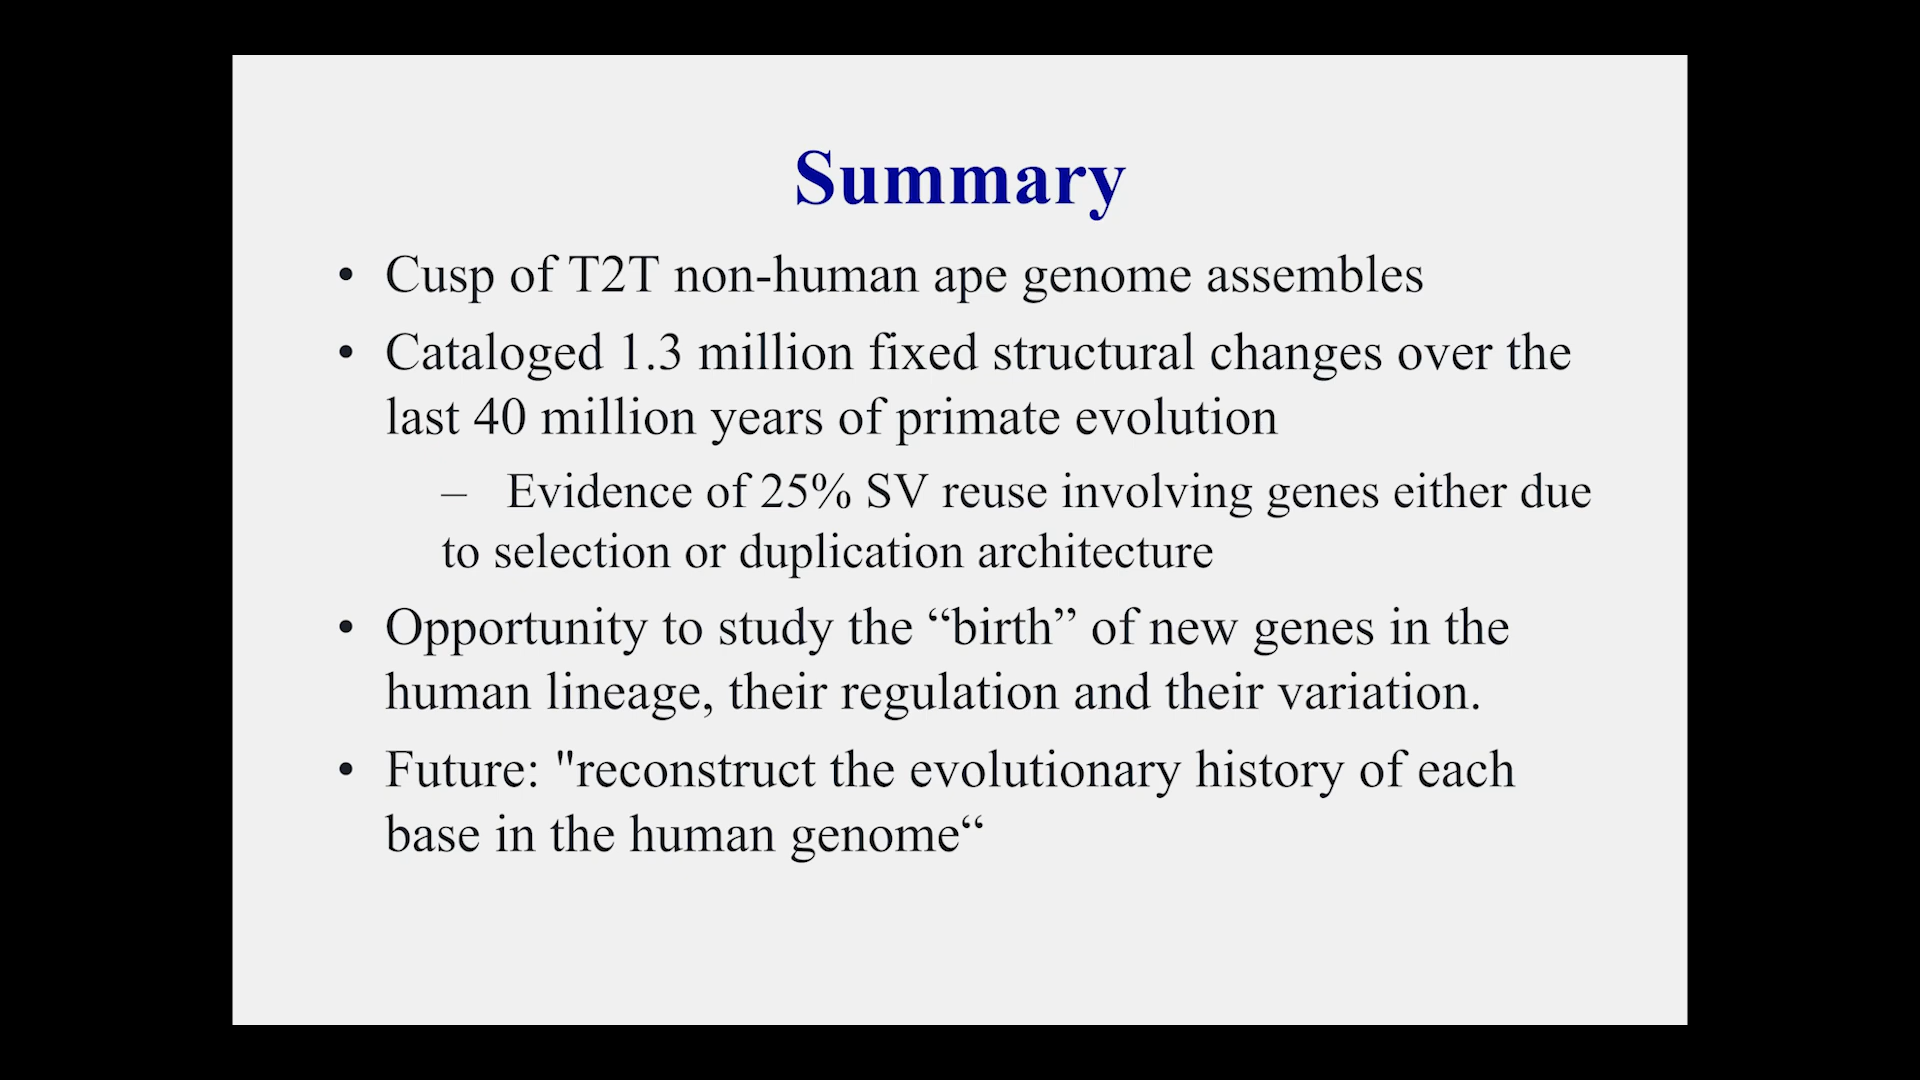 Summary
• Cusp of T2T non-human ape genome assembles
• Cataloged 1.3 million fixed structural changes over the
last 40 million years of primate evolution
– Evidence of 25% SV reuse involving genes either due
to selection or duplication architecture
• Opportunity to study the “birth” of new genes in the
human lineage, their regulation and their variation.
• Future: "reconstruct the evolutionary history of each
base in the human genome“